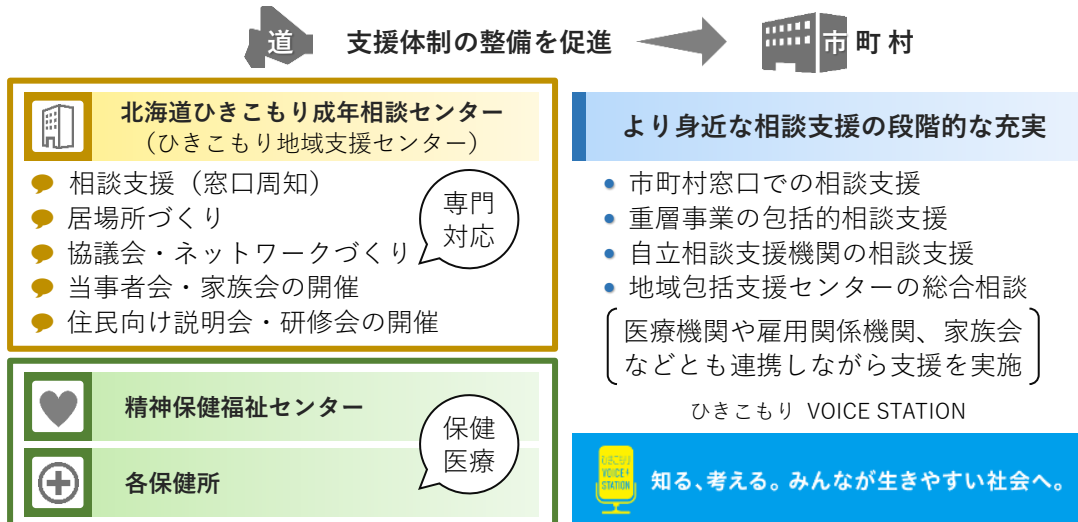 道 支援体制の整備を促進 市町村
北海道ひきこもり成年相談センター
（ひきこもり地域支援センター）
相談支援（窓口周知）
居場所づくり
協議会・ネットワークづくり
当事者会・家族会の開催
住民向け説明会・研修会の開催
専門
対応
精神保健福祉センター
各保健所
保健
医療
より身近な相談支援の段階的な充実
市町村窓口での相談支援
重層事業の包括的相談支援
自立相談支援機関の相談支援
地域包括支援センターの総合相談
医療機関や雇用関係機関、家族会
などとも連携しながら支援を実施
ひきこもり VOICE STATION
ひきこもり
VOICE
STATION
知る、考える。みんなが生きやすい社会へ。